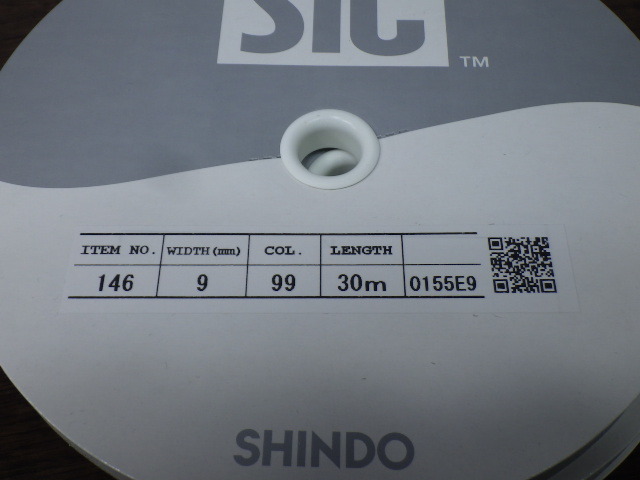 SIC
TM
ITEM NO. WIDTH(mm) COL. LENGTH
146 9 99 30m 0155E9
SHINDO